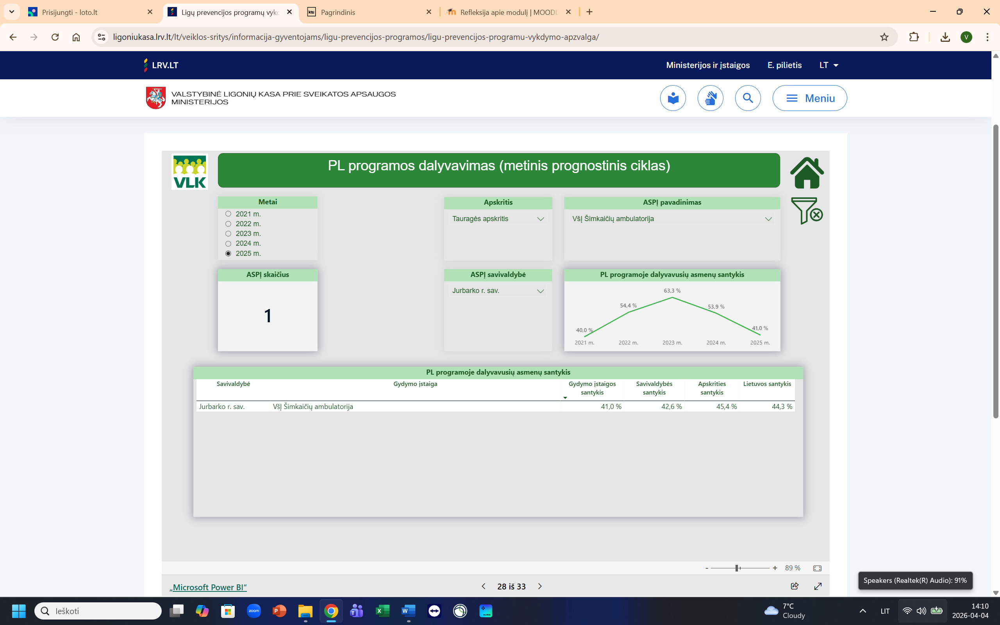 Prisijungti - loto.lt
Ligų prevencijos programų vyk
Pagrindinis
Refleksija apie modulį | MOODL
ligoniukasa.lrv.lt/lt/veiklos-sritys/informacija-gyventojams/ligu-prevencijos-programos/ligu-prevencijos-programu-vykdymo-apzvalga/
V
LRV.LT
Ministerijos ir įstaigos
E. pilietis
LT
VALSTYBINĖ LIGONIŲ KASA PRIE SVEIKATOS APSAUGOS
MINISTERIJOS
Meniu
VLK
PL programos dalyvavimas (metinis prognostinis ciklas)
Metai
2021 m.
2022 m.
2023 m.
2024 m.
2025 m.
Apskritis
Tauragės apskritis
ASPĮ pavadinimas
VšĮ Šimkaičių ambulatorija
ASPĮ skaičius
1
ASPĮ savivaldybė
Jurbarko r. sav.
PL programoje dalyvavusių asmenų santykis
40,0 %
54,4 %
63,3 %
53,9 %
41,0 %
2021 m.
2022 m.
2023 m.
2024 m.
2025 m.
PL programoje dalyvavusių asmenų santykis
Savivaldybė
Gydymo įstaiga
Gydymo įstaigos
santykis
Savivaldybės
santykis
Apskrities
santykis
Lietuvos santykis
Jurbarko r. sav.
VšĮ Šimkaičių ambulatorija
41,0 %
42,6 %
45,4 %
44,3 %
- + 89 %
„Microsoft Power BI“
28 iš 33
Speakers (Realtek(R) Audio): 91%
Ieškoti
zoom
7°C
Cloudy
LIT
14:10
2026-04-04